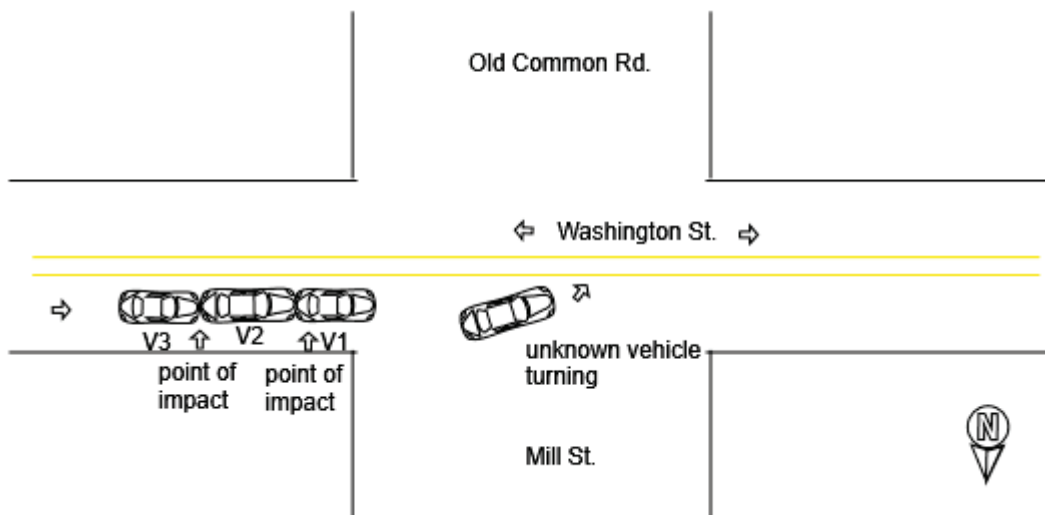 Old Common Rd.
Washington St.
V3
V2
V1
point of
impact
point of
impact
unknown vehicle
turning
Mill St.
N